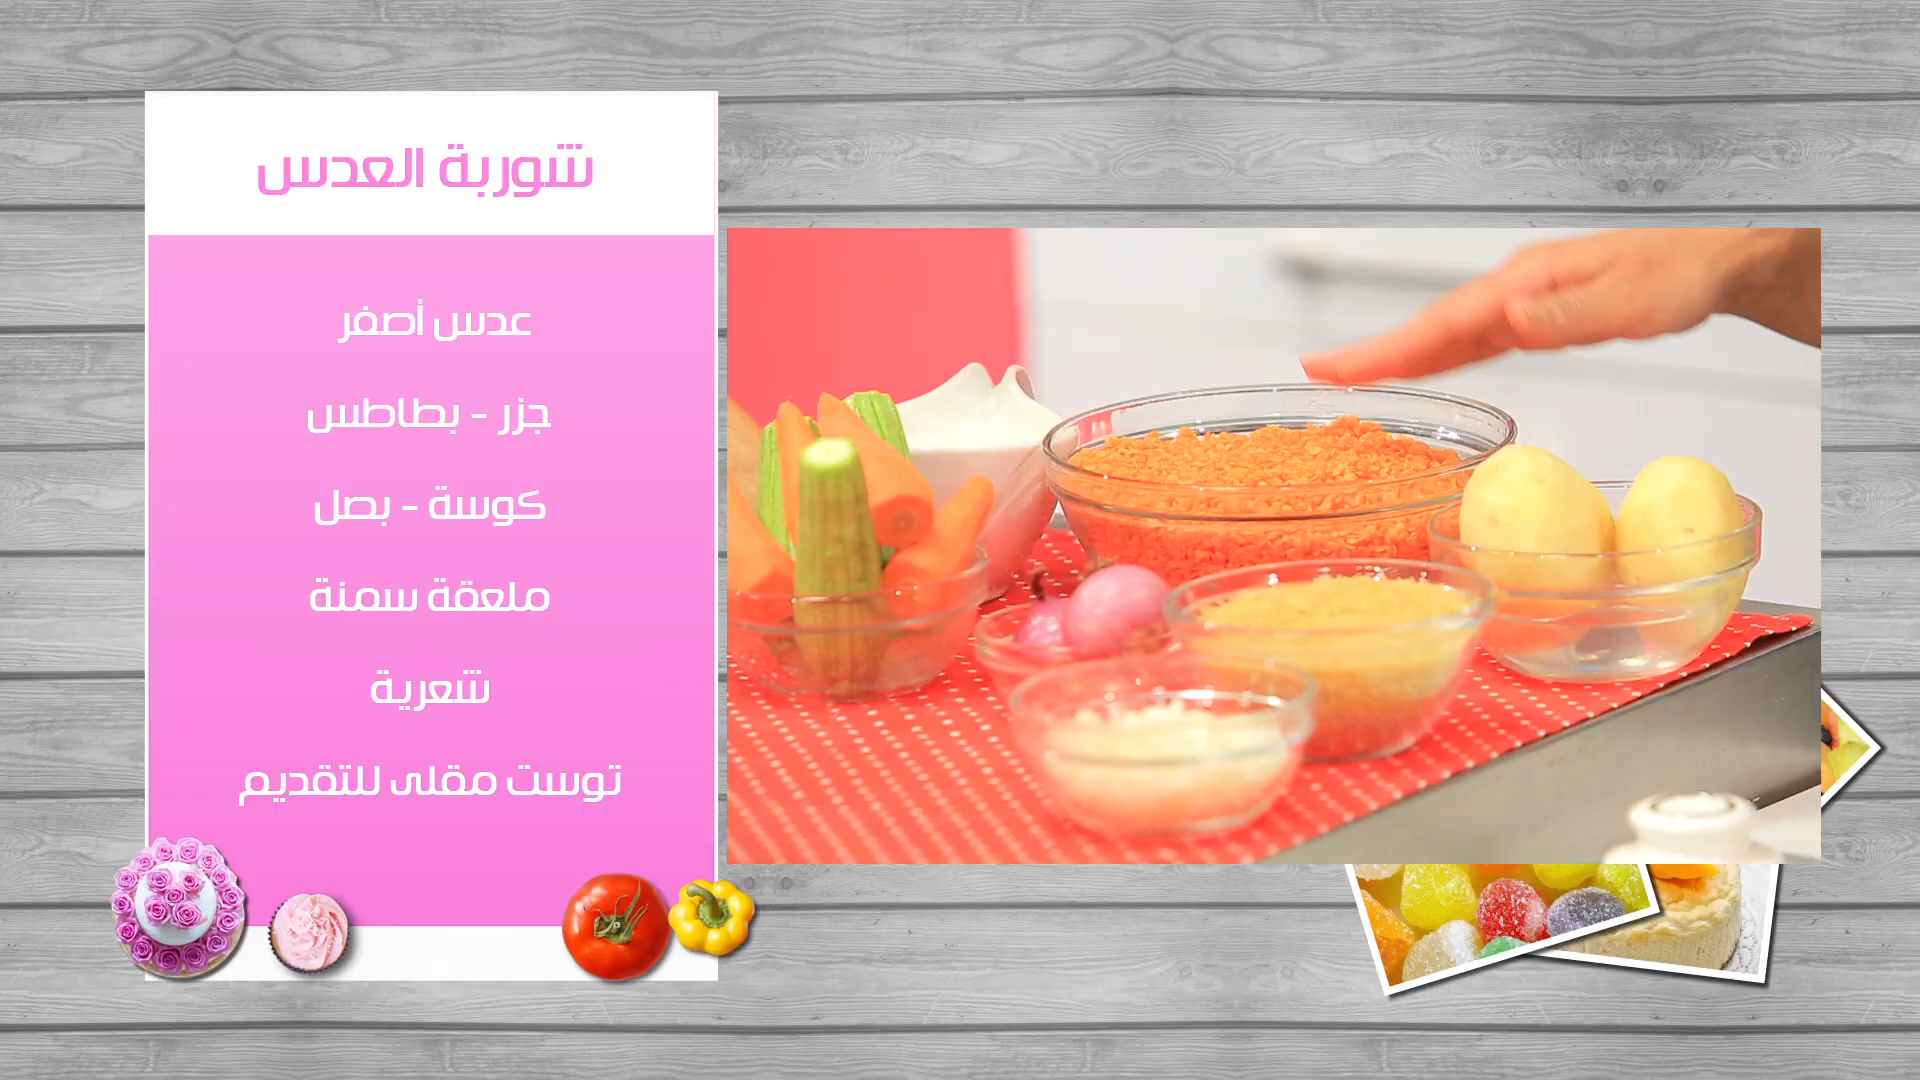 شوربة العدس
عدس أصفر
جزر - بطاطس
كوسة - بصل
ملعقة سمنة
شعرية
توست مقلى للتقديم